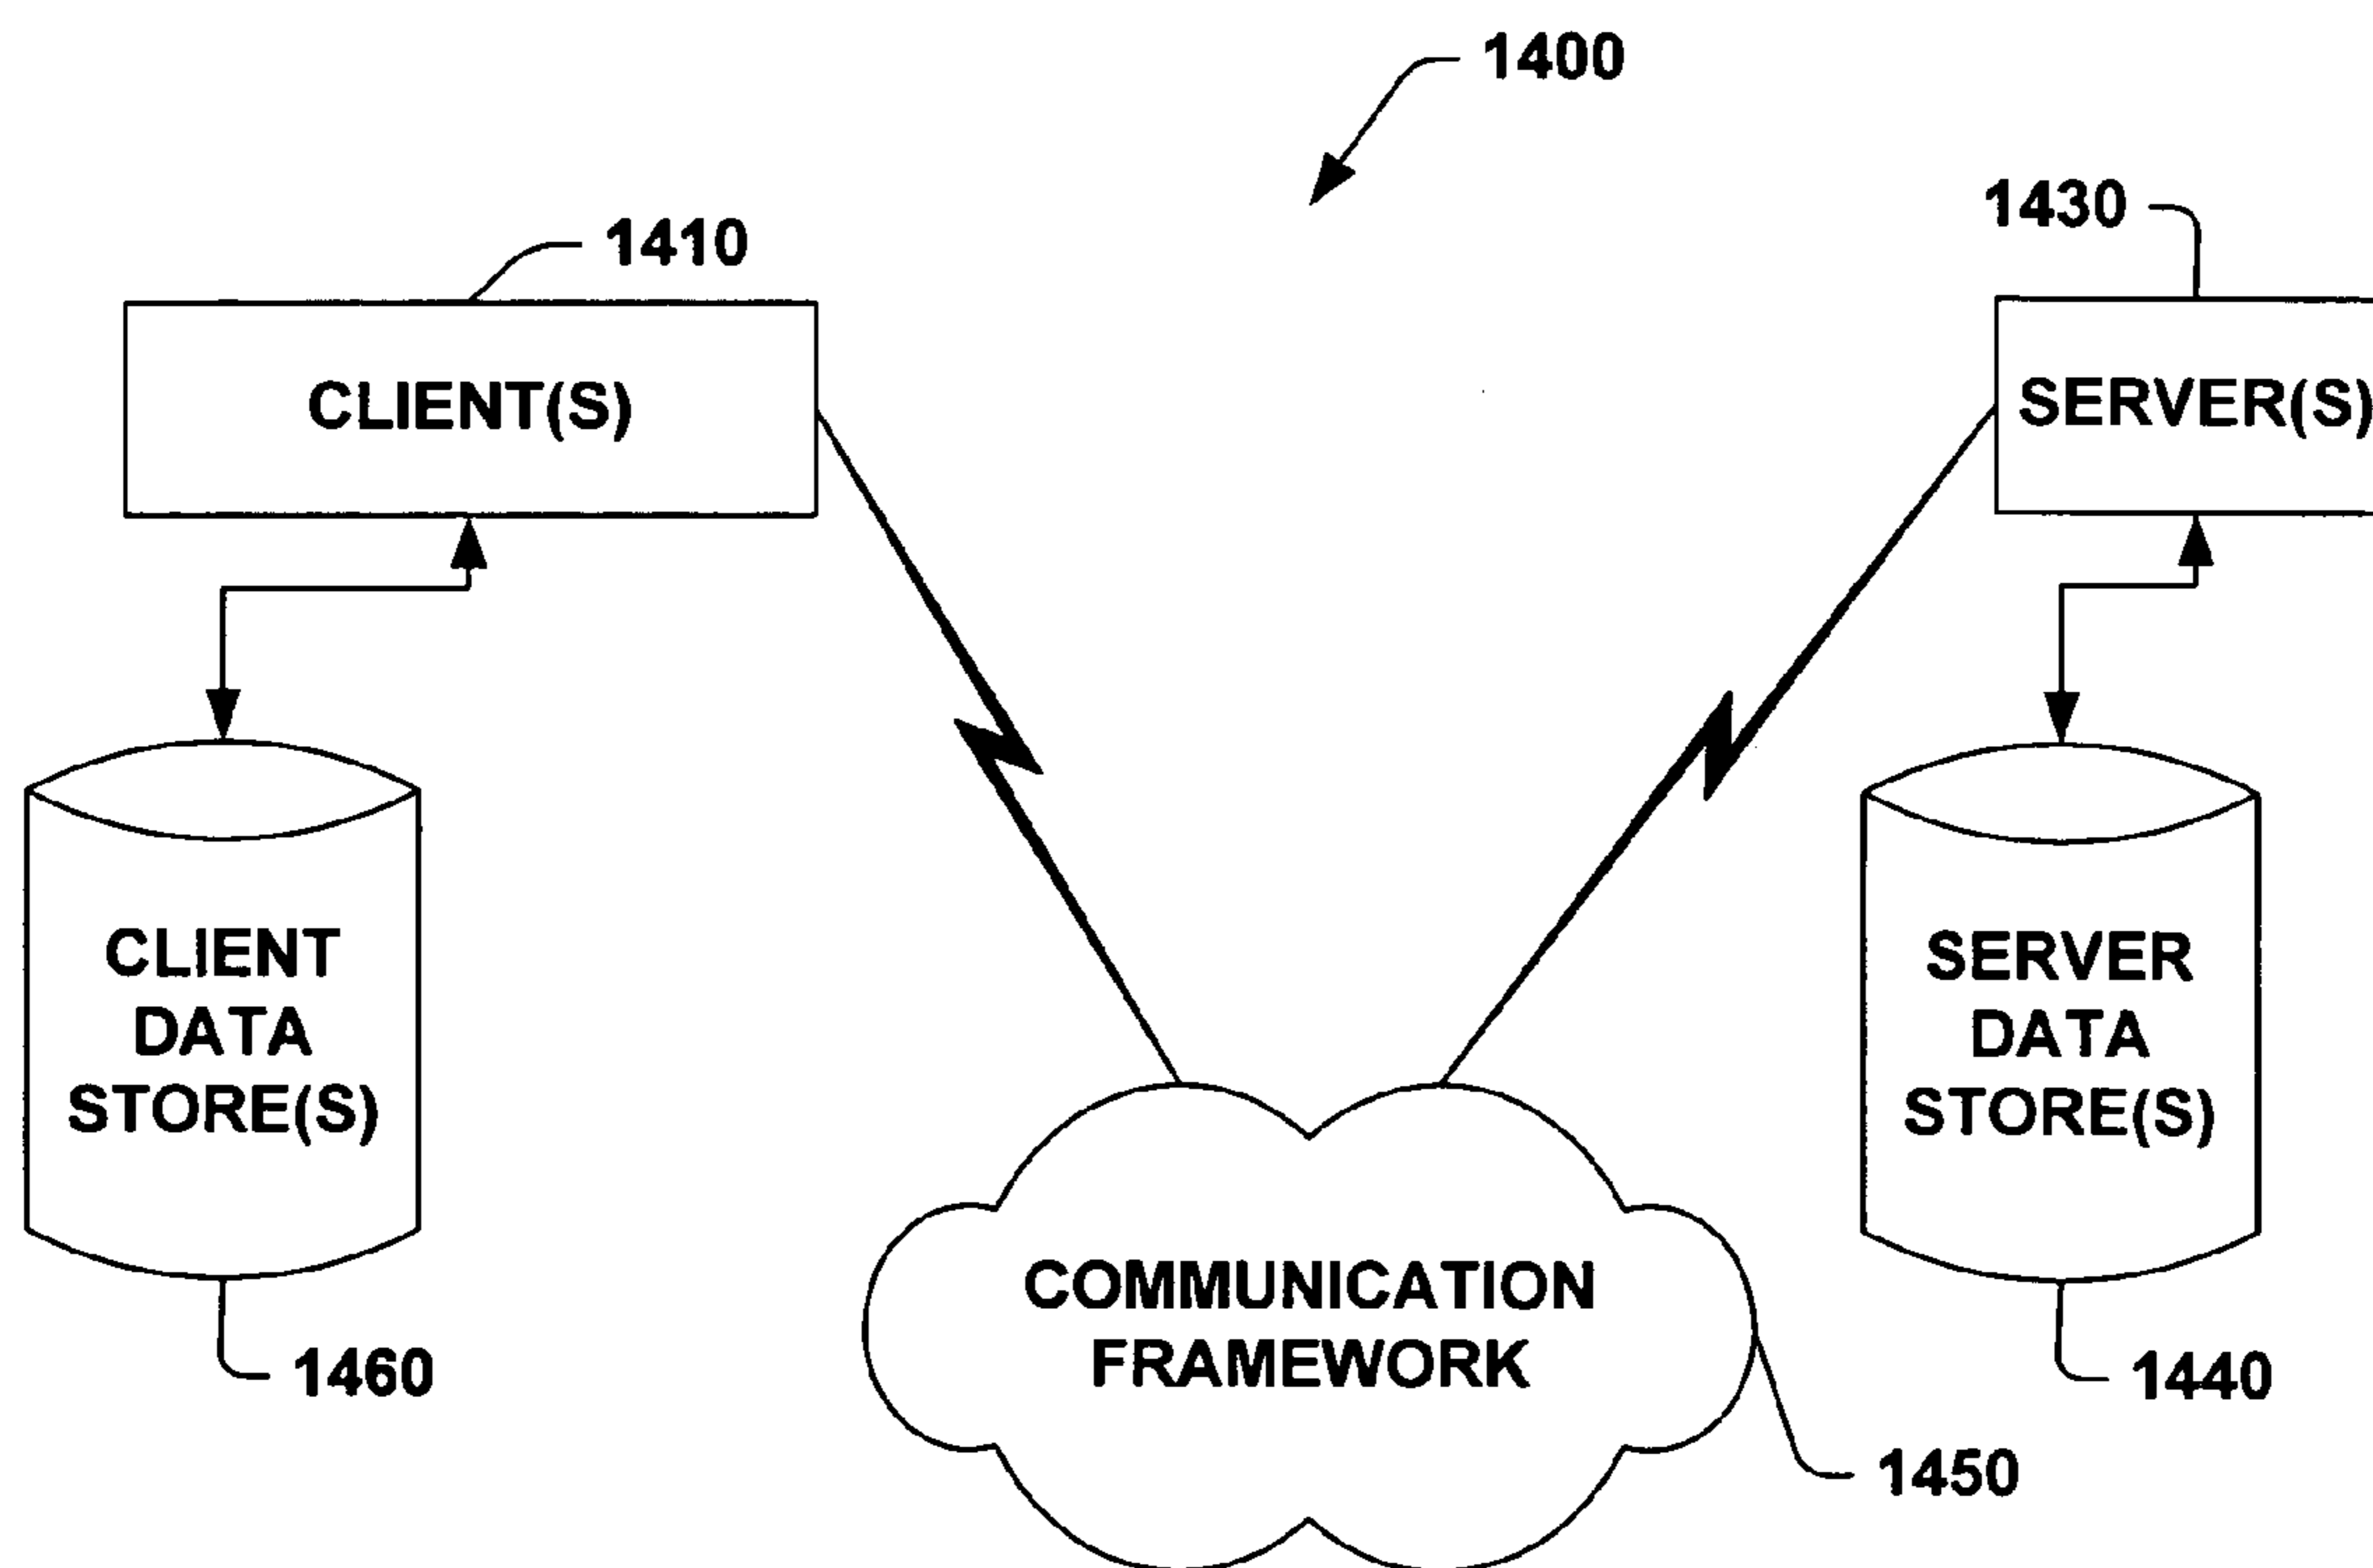 1400
1410
1430
CLIENT(S)
SERVER(S)
CLIENT
DATA
STORE(S)
SERVER
DATA
STORE(S)
COMMUNICATION
FRAMEWORK
1460
1440
1450